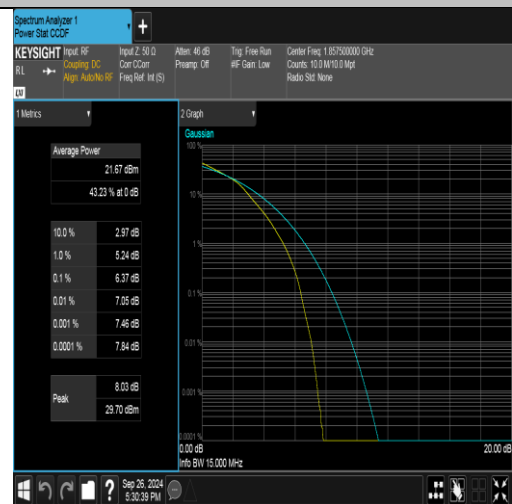 Spectrum Analyzer 1
Power Stat CCDF
+
KEYSIGHT
RL
LXI
Input: RF
Coupling: DC
Align: Auto/No RF
Input Z: 50 Ω
Corr CCorr
Freq Ref: Int (S)
Atten: 46 dB
Preamp: Off
Trig: Free Run
#IF Gain: Low
Center Freq: 1.857500000 GHz
Counts: 10.0 M/10.0 Mpt
Radio Std: None
1 Metrics
Average Power
21.67 dBm
43.23 % at 0 dB
10.0 % 2.97 dB
1.0 % 5.24 dB
0.1 % 6.37 dB
0.01 % 7.05 dB
0.001 % 7.46 dB
0.0001 % 7.84 dB
Peak
8.03 dB
29.70 dBm
2 Graph
Gaussian
100 %
10 %
1 %
0.1 %
0.01 %
0.001 %
0.0001 %
0.00 dB
20.00 dB
Info BW 15.000 MHz
?
Sep 26, 2024
5:30:39 PM